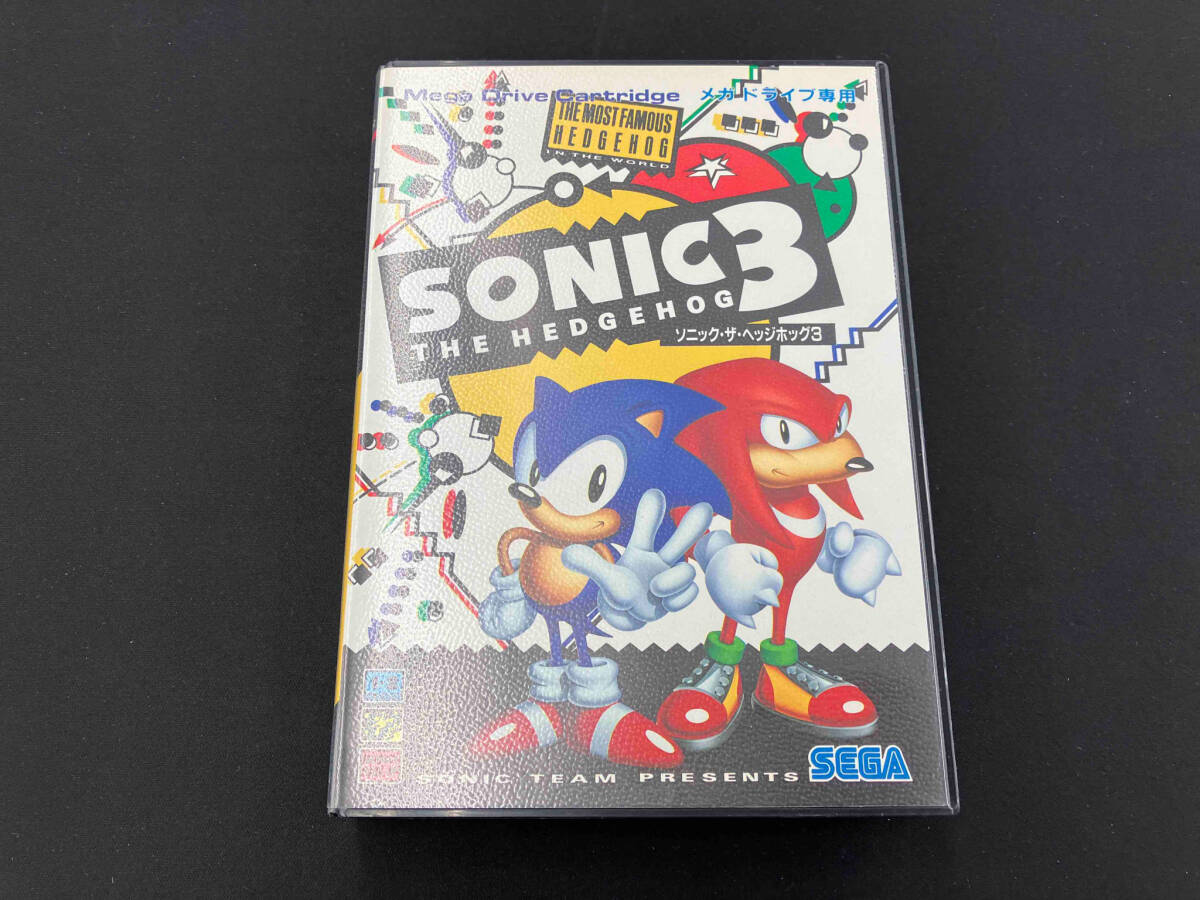 Mega Drive Cartridge メガドライブ専用
THE MOST FAMOUS
HEDGEHOG
IN THE WORLD
SONIC 3
THE HEDGEHOG
ソニック・ザ・ヘッジホッグ3
SONIC TEAM PRESENTS
SEGA